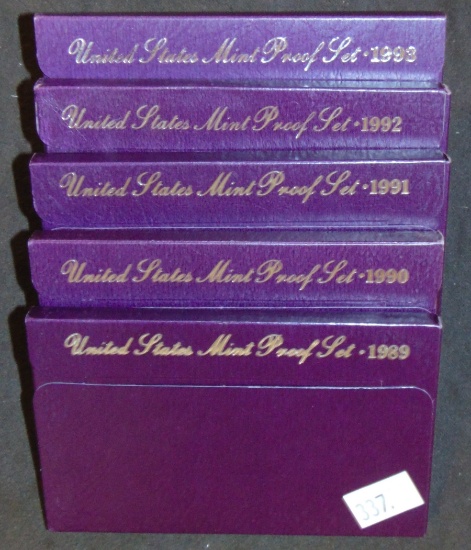 United States Mint Proof Set • 1993
United States Mint Proof Set • 1992
United States Mint Proof Set • 1991
United States Mint Proof Set • 1990
United States Mint Proof Set • 1989
337.